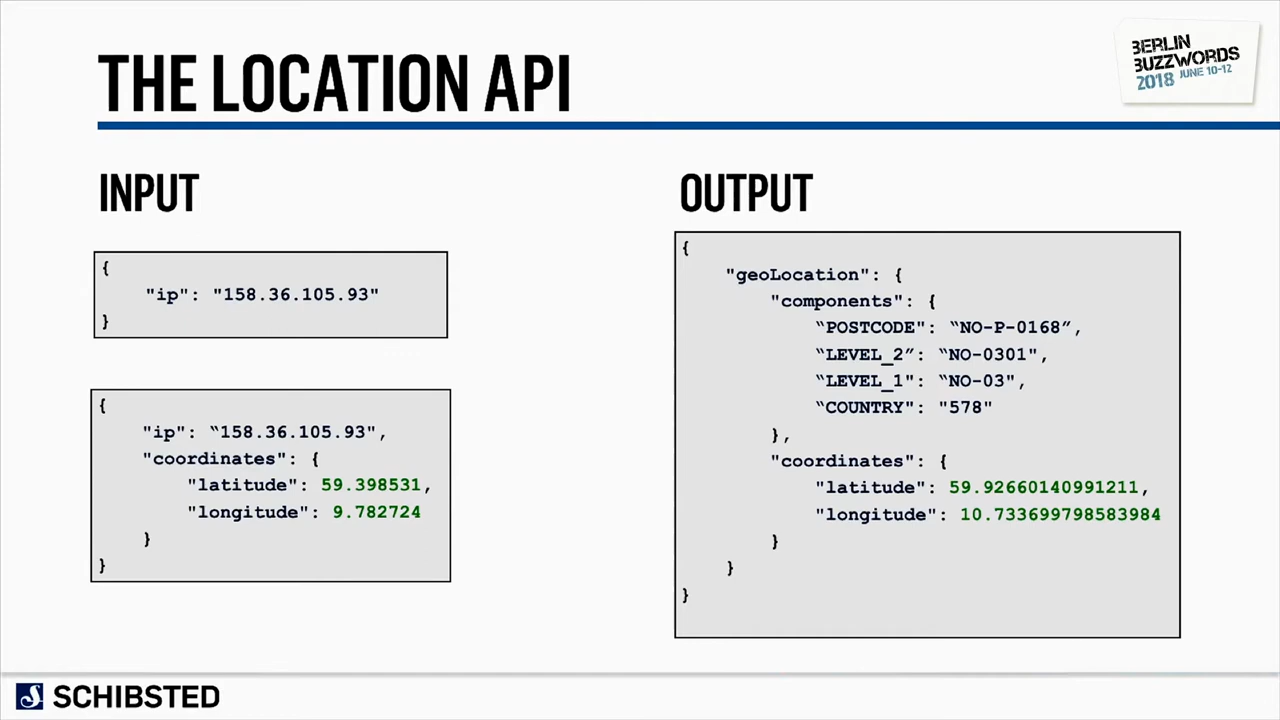 THE LOCATION API
BERLIN
BUZZWORDS
2018 JUNE 10-12
INPUT
{
"ip": "158.36.105.93"
}
{
"ip": “158.36.105.93",
"coordinates": {
"latitude": 59.398531,
"longitude": 9.782724
}
}
OUTPUT
{
"geoLocation": {
"components": {
“POSTCODE": “NO-P-0168”,
“LEVEL_2”: “NO-0301",
“LEVEL_1": “NO-03",
“COUNTRY": "578"
},
"coordinates": {
"latitude": 59.92660140991211,
"longitude": 10.733699798583984
}
}
}
SCHIBSTED